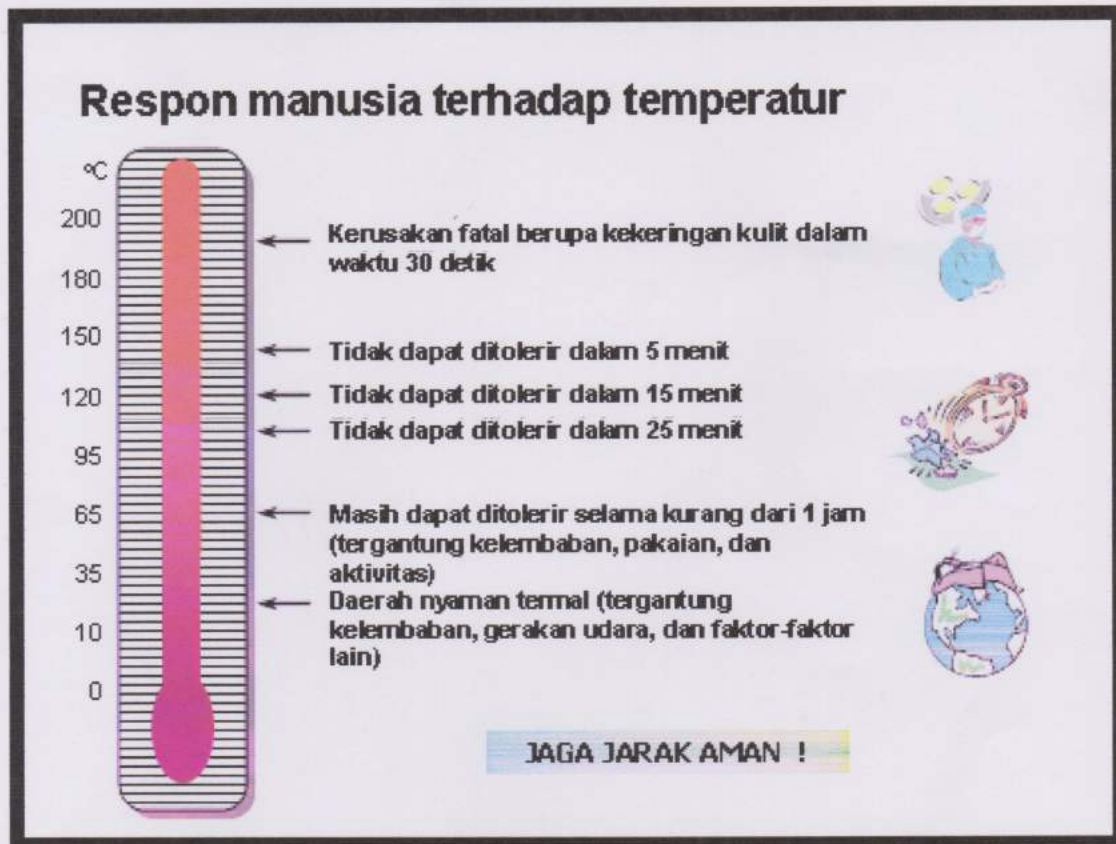 Respon manusia terhadap temperatur
ºC
200
Kerusakan fatal berupa kekeringan kulit dalam
waktu 30 detik
180
150
Tidak dapat ditolerir dalam 5 menit
120
Tidak dapat ditolerir dalam 15 menit
Tidak dapat ditolerir dalam 25 menit
95
65
Masih dapat ditolerir selama kurang dari 1 jam
(tergantung kelembaban, pakaian, dan
aktivitas)
35
Daerah nyaman termal (tergantung
kelembaban, gerakan udara, dan faktor-faktor
lain)
10
0
JAGA JARAK AMAN !